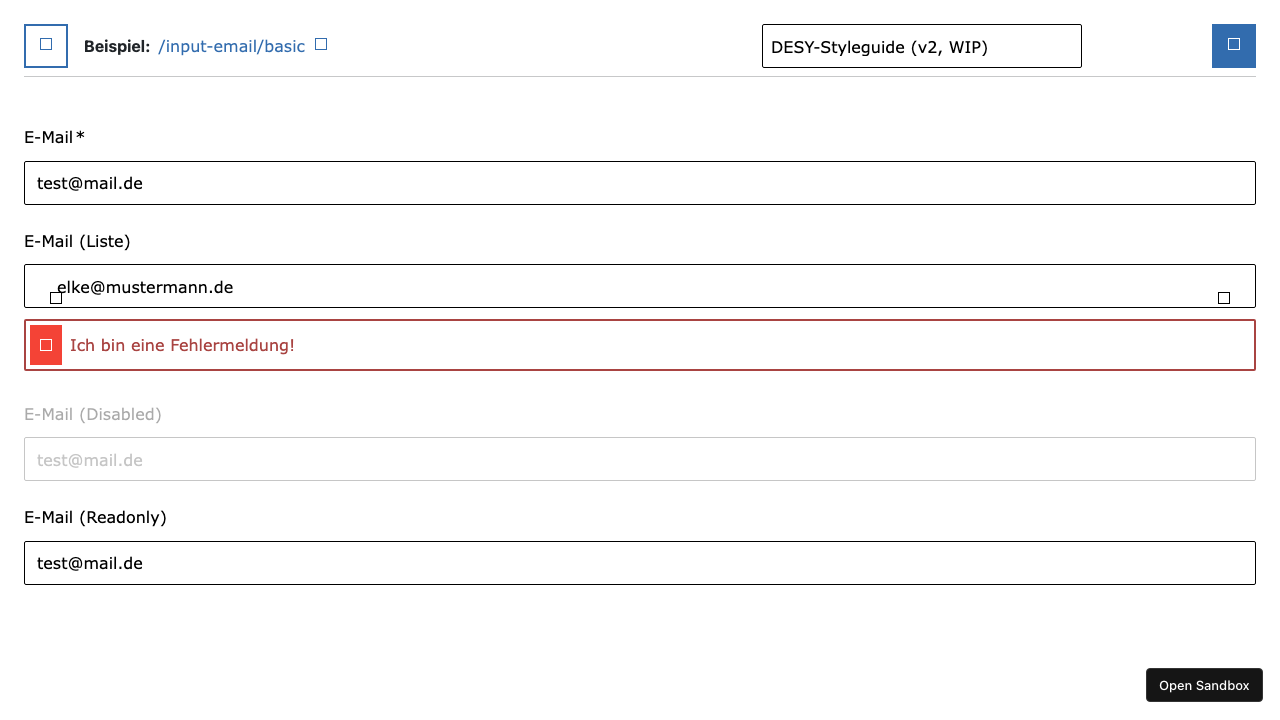 Beispiel: /input-email/basic
DESY-Styleguide (v2, WIP)
E-Mail*
test@mail.de
E-Mail (Liste)
elke@mustermann.de
Ich bin eine Fehlermeldung!
E-Mail (Disabled)
test@mail.de
E-Mail (Readonly)
test@mail.de
Open Sandbox